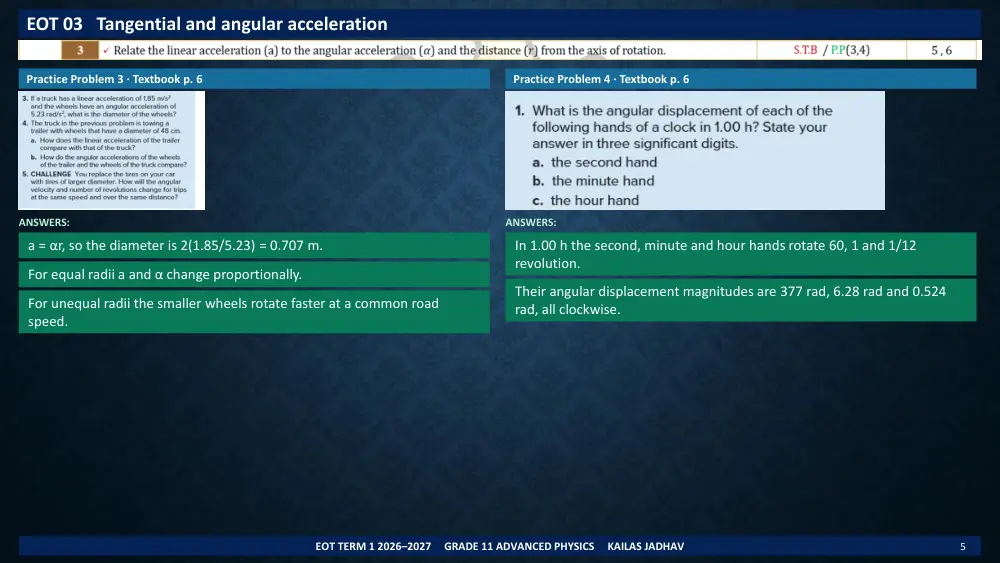 EOT 03 Tangential and angular acceleration
3 ✓ Relate the linear acceleration (a) to the angular acceleration (α) and the distance (r) from the axis of rotation. S.T.B / P.P(3,4) 5 , 6
Practice Problem 3 · Textbook p. 6
3. If a truck has a linear acceleration of 1.85 m/s²
and the wheels have an angular acceleration of
5.23 rad/s², what is the diameter of the wheels?
4. The truck in the previous problem is towing a
trailer with wheels that have a diameter of 48 cm.
a. How does the linear acceleration of the trailer
compare with that of the truck?
b. How do the angular accelerations of the wheels
of the trailer and the wheels of the truck compare?
5. CHALLENGE You replace the tires on your car
with tires of larger diameter. How will the angular
velocity and number of revolutions change for trips
at the same speed and over the same distance?
ANSWERS:
a = αr, so the diameter is 2(1.85/5.23) = 0.707 m.
For equal radii a and α change proportionally.
For unequal radii the smaller wheels rotate faster at a common road
speed.
Practice Problem 4 · Textbook p. 6
1. What is the angular displacement of each of the
following hands of a clock in 1.00 h? State your
answer in three significant digits.
a. the second hand
b. the minute hand
c. the hour hand
ANSWERS:
In 1.00 h the second, minute and hour hands rotate 60, 1 and 1/12
revolution.
Their angular displacement magnitudes are 377 rad, 6.28 rad and 0.524
rad, all clockwise.
EOT TERM 1 2026–2027 GRADE 11 ADVANCED PHYSICS KAILAS JADHAV
5